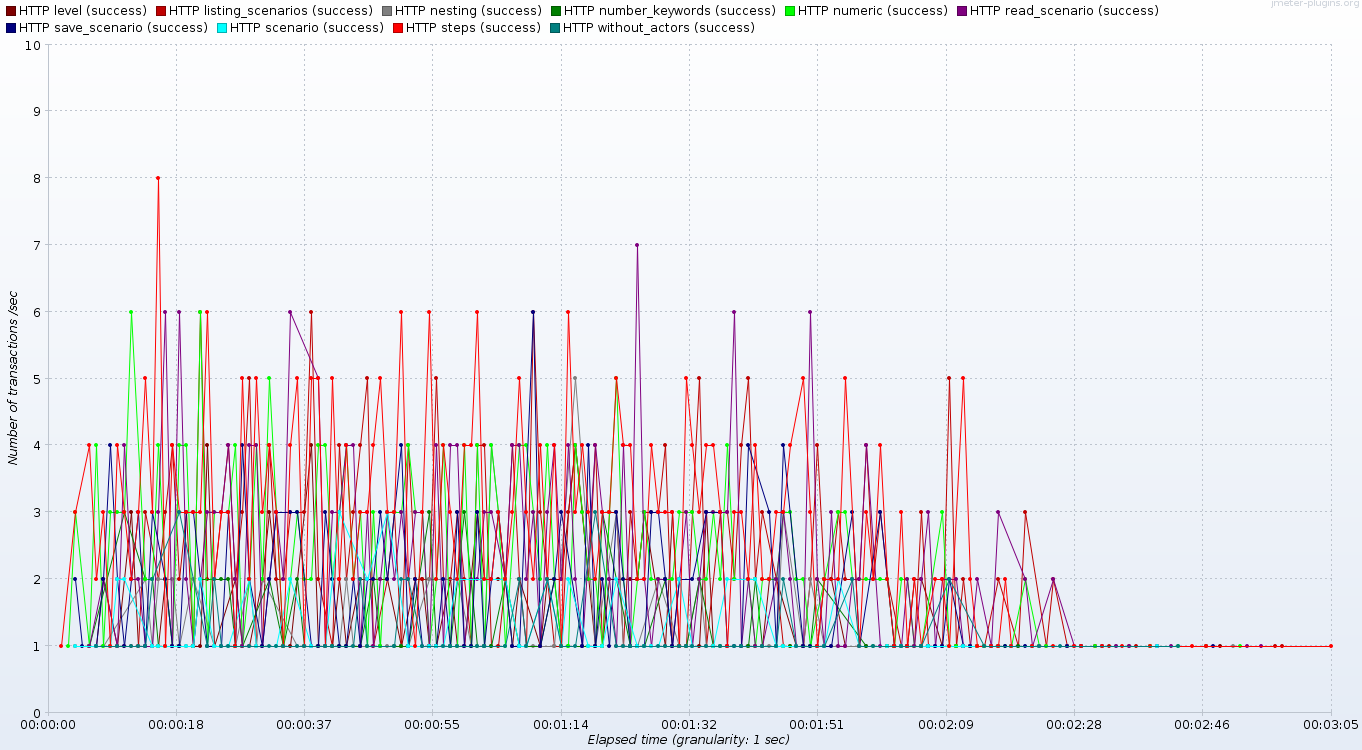 jmeter-plugins.org
HTTP level (success) HTTP listing_scenarios (success) HTTP nesting (success) HTTP number_keywords (success) HTTP numeric (success) HTTP read_scenario (success)
HTTP save_scenario (success) HTTP scenario (success) HTTP steps (success) HTTP without_actors (success)
10
9
8
7
6
5
4
3
2
1
0
Number of transactions /sec
00:00:00 00:00:18 00:00:37 00:00:55 00:01:14 00:01:32 00:01:51 00:02:09 00:02:28 00:02:46 00:03:05
Elapsed time (granularity: 1 sec)